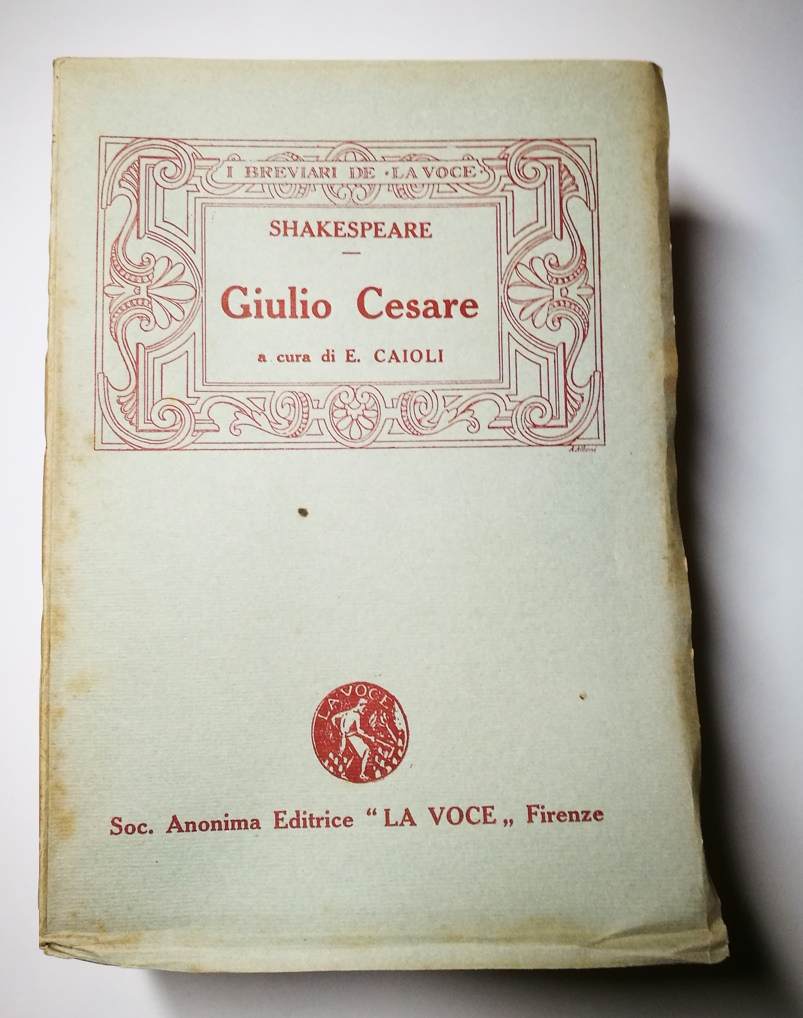 I BREVIARI DE · LA VOCE ·
SHAKESPEARE
Giulio Cesare
a cura di E. CAIOLI
LA VOCE
Soc. Anonima Editrice “LA VOCE„ Firenze